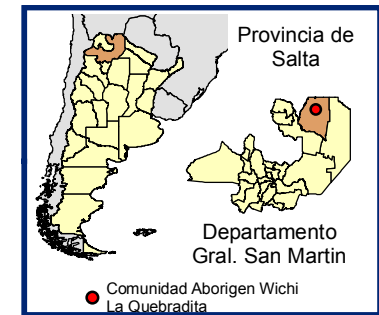 Provincia de
Salta
Departamento
Gral. San Martin
Comunidad Aborigen Wichi
La Quebradita